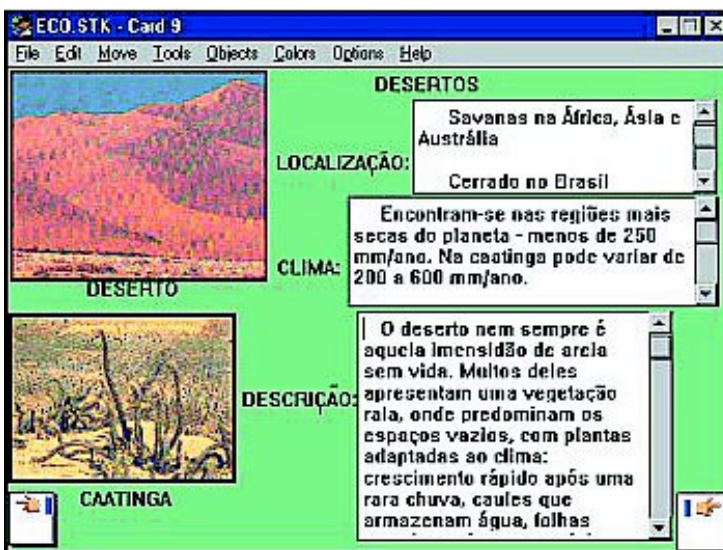 ECO.STK - Card 9
File Edit Move Tools Objects Colors Options Help
DESERTOS
LOCALIZAÇÃO:
Savanas na África, Ásia e
Austrália
Cerrado no Brasil
DESERTO
CLIMA:
Encontram-se nas regiões mais
secas do planeta - menos de 250
mm/ano. Na caatinga pode variar de
200 a 600 mm/ano.
CAATINGA
DESCRIÇÃO:
O deserto nem sempre é
aquela imensidão de areia
sem vida. Muitos deles
apresentam uma vegetação
rala, onde predominam os
espaços vazios, com plantas
adaptadas ao clima:
crescimento rápido após uma
rara chuva, caules que
armazenam água, folhas